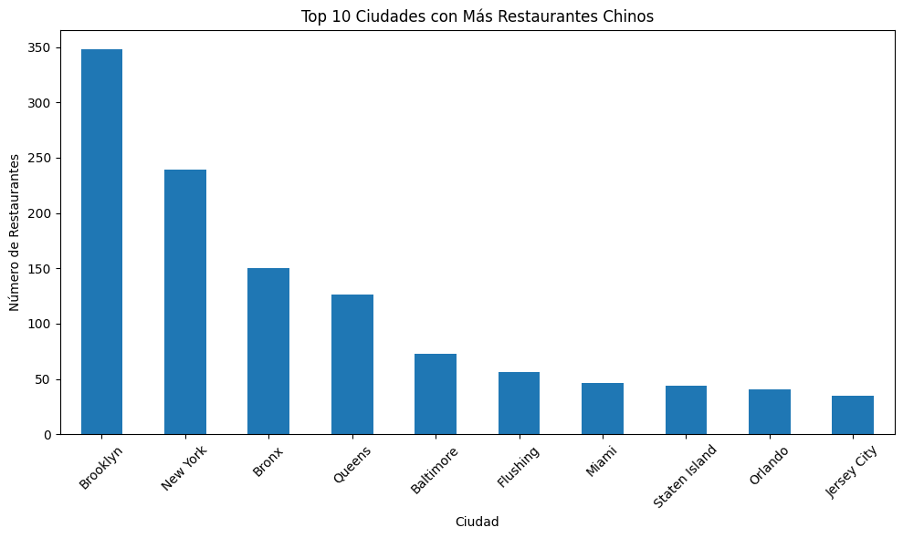 Top 10 Ciudades con Más Restaurantes Chinos
Número de Restaurantes
350
300
250
200
150
100
50
0
Brooklyn
New York
Bronx
Queens
Baltimore
Flushing
Miami
Staten Island
Orlando
Jersey City
Ciudad